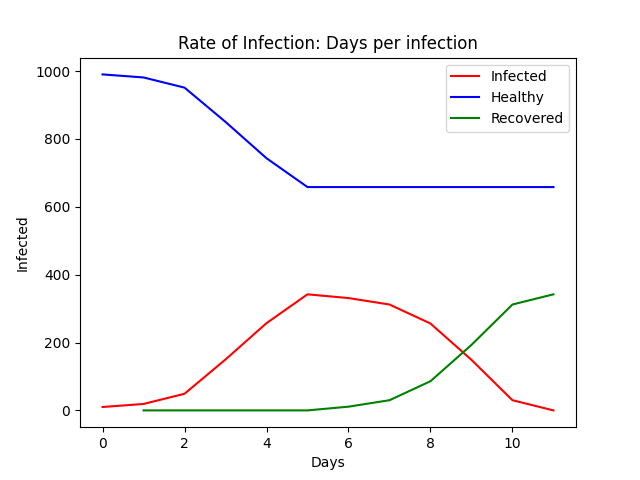 Rate of Infection: Days per infection
Infected
Healthy
Recovered
1000
800
600
400
200
0
Infected
0 2 4 6 8 10
Days